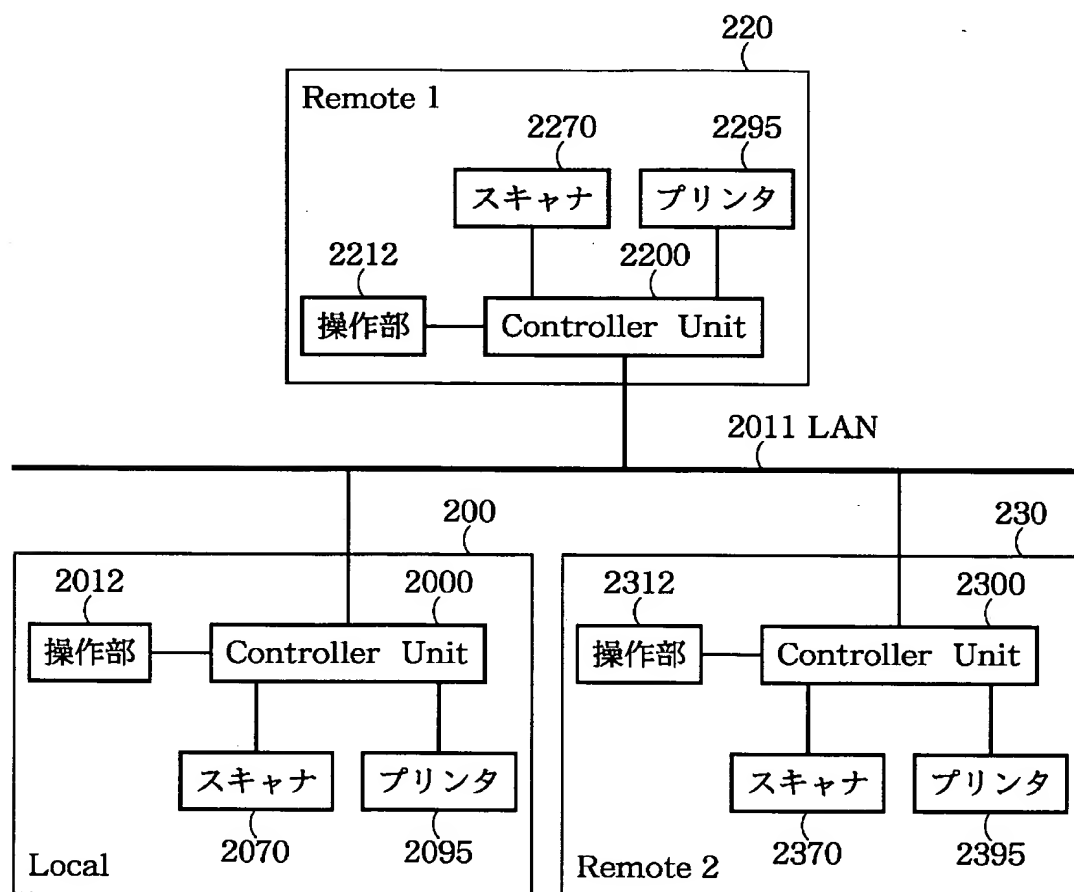 220
Remote 1
2270
2295
スキャナ
プリンタ
2212
2200
操作部
Controller Unit
2011 LAN
200
2012
2000
操作部
Controller Unit
スキャナ
プリンタ
2070
2095
Local
230
2312
2300
操作部
Controller Unit
スキャナ
プリンタ
2370
2395
Remote 2